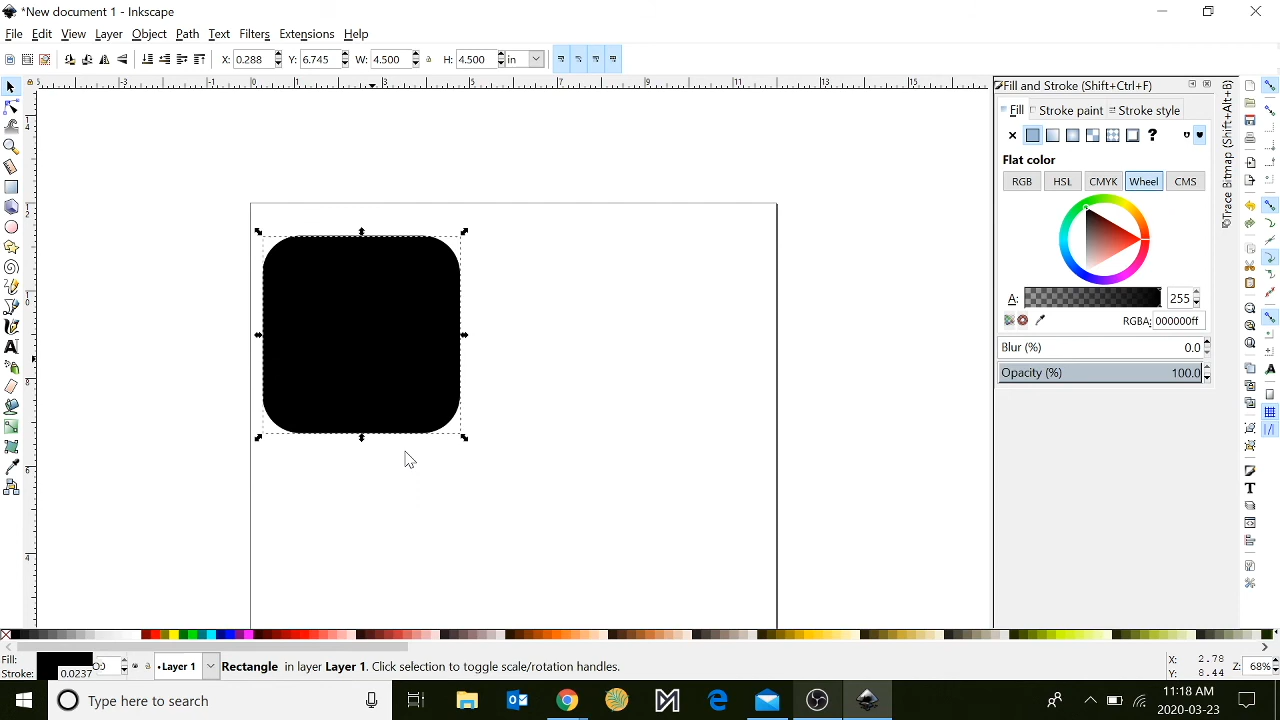 *New document 1 - Inkscape
File Edit View Layer Object Path Text Filters Extensions Help
X: 0.288 Y: 6.745 W: 4.500 H: 4.500 in
Fill and Stroke (Shift+Ctrl+F)
Fill Stroke paint Stroke style
Flat color
RGB HSL CMYK Wheel CMS
A: 255
RGBA: 000000ff
Blur (%) 0.0
Opacity (%) 100.0
Trace Bitmap (Shift+Alt+B)
Fill:
Stroke: 0.0237
Layer 1
Rectangle in layer Layer 1. Click selection to toggle scale/rotation handles.
X: 2.78
Y: 8.44
Z: 68%
Type here to search
11:18 AM
2020-03-23